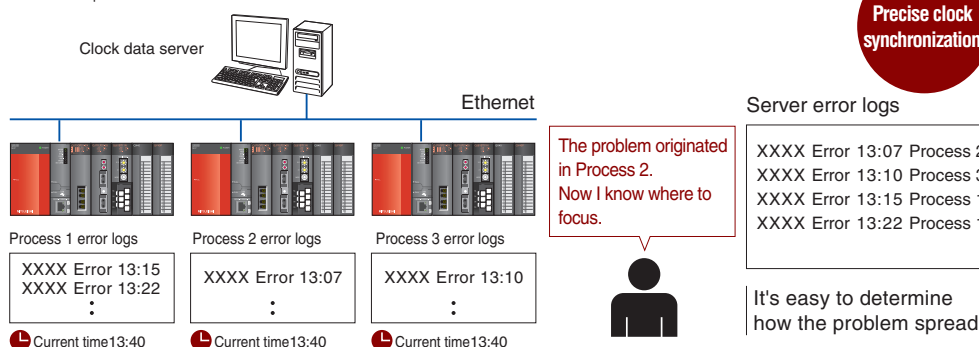 Precise clock
synchronization
Clock data server
Ethernet
Server error logs
The problem originated
in Process 2.
Now I know where to
focus.
XXXX Error 13:07 Process 2
XXXX Error 13:10 Process 3
XXXX Error 13:15 Process 1
XXXX Error 13:22 Process 1
Process 1 error logs
XXXX Error 13:15
XXXX Error 13:22
Current time13:40
Process 2 error logs
XXXX Error 13:07
Current time13:40
Process 3 error logs
XXXX Error 13:10
Current time13:40
It's easy to determine
how the problem spread